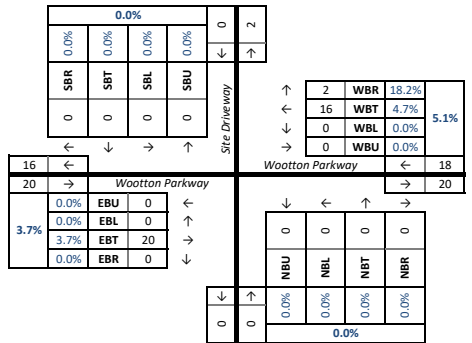 0.0%
0.0% 0.0% 0.0% 0.0%
SBR SBT SBL SBU
0 0 0 0
← ↓ → ↑
0 2
↓ ↑
Site Driveway
↑ 2 WBR 18.2%
← 16 WBT 4.7%
↓ 0 WBL 0.0%
→ 0 WBU 0.0%
5.1%
16 ←
Wootton Parkway ← 18
20 → Wootton Parkway
→ 20
3.7%
0.0% EBU 0 ←
0.0% EBL 0 ↑
3.7% EBT 20 →
0.0% EBR 0 ↓
↓ ← ↑ →
0 0 0 0
NBU NBL NBT NBR
0.0% 0.0% 0.0% 0.0%
0.0%
↓ ↑
0 0